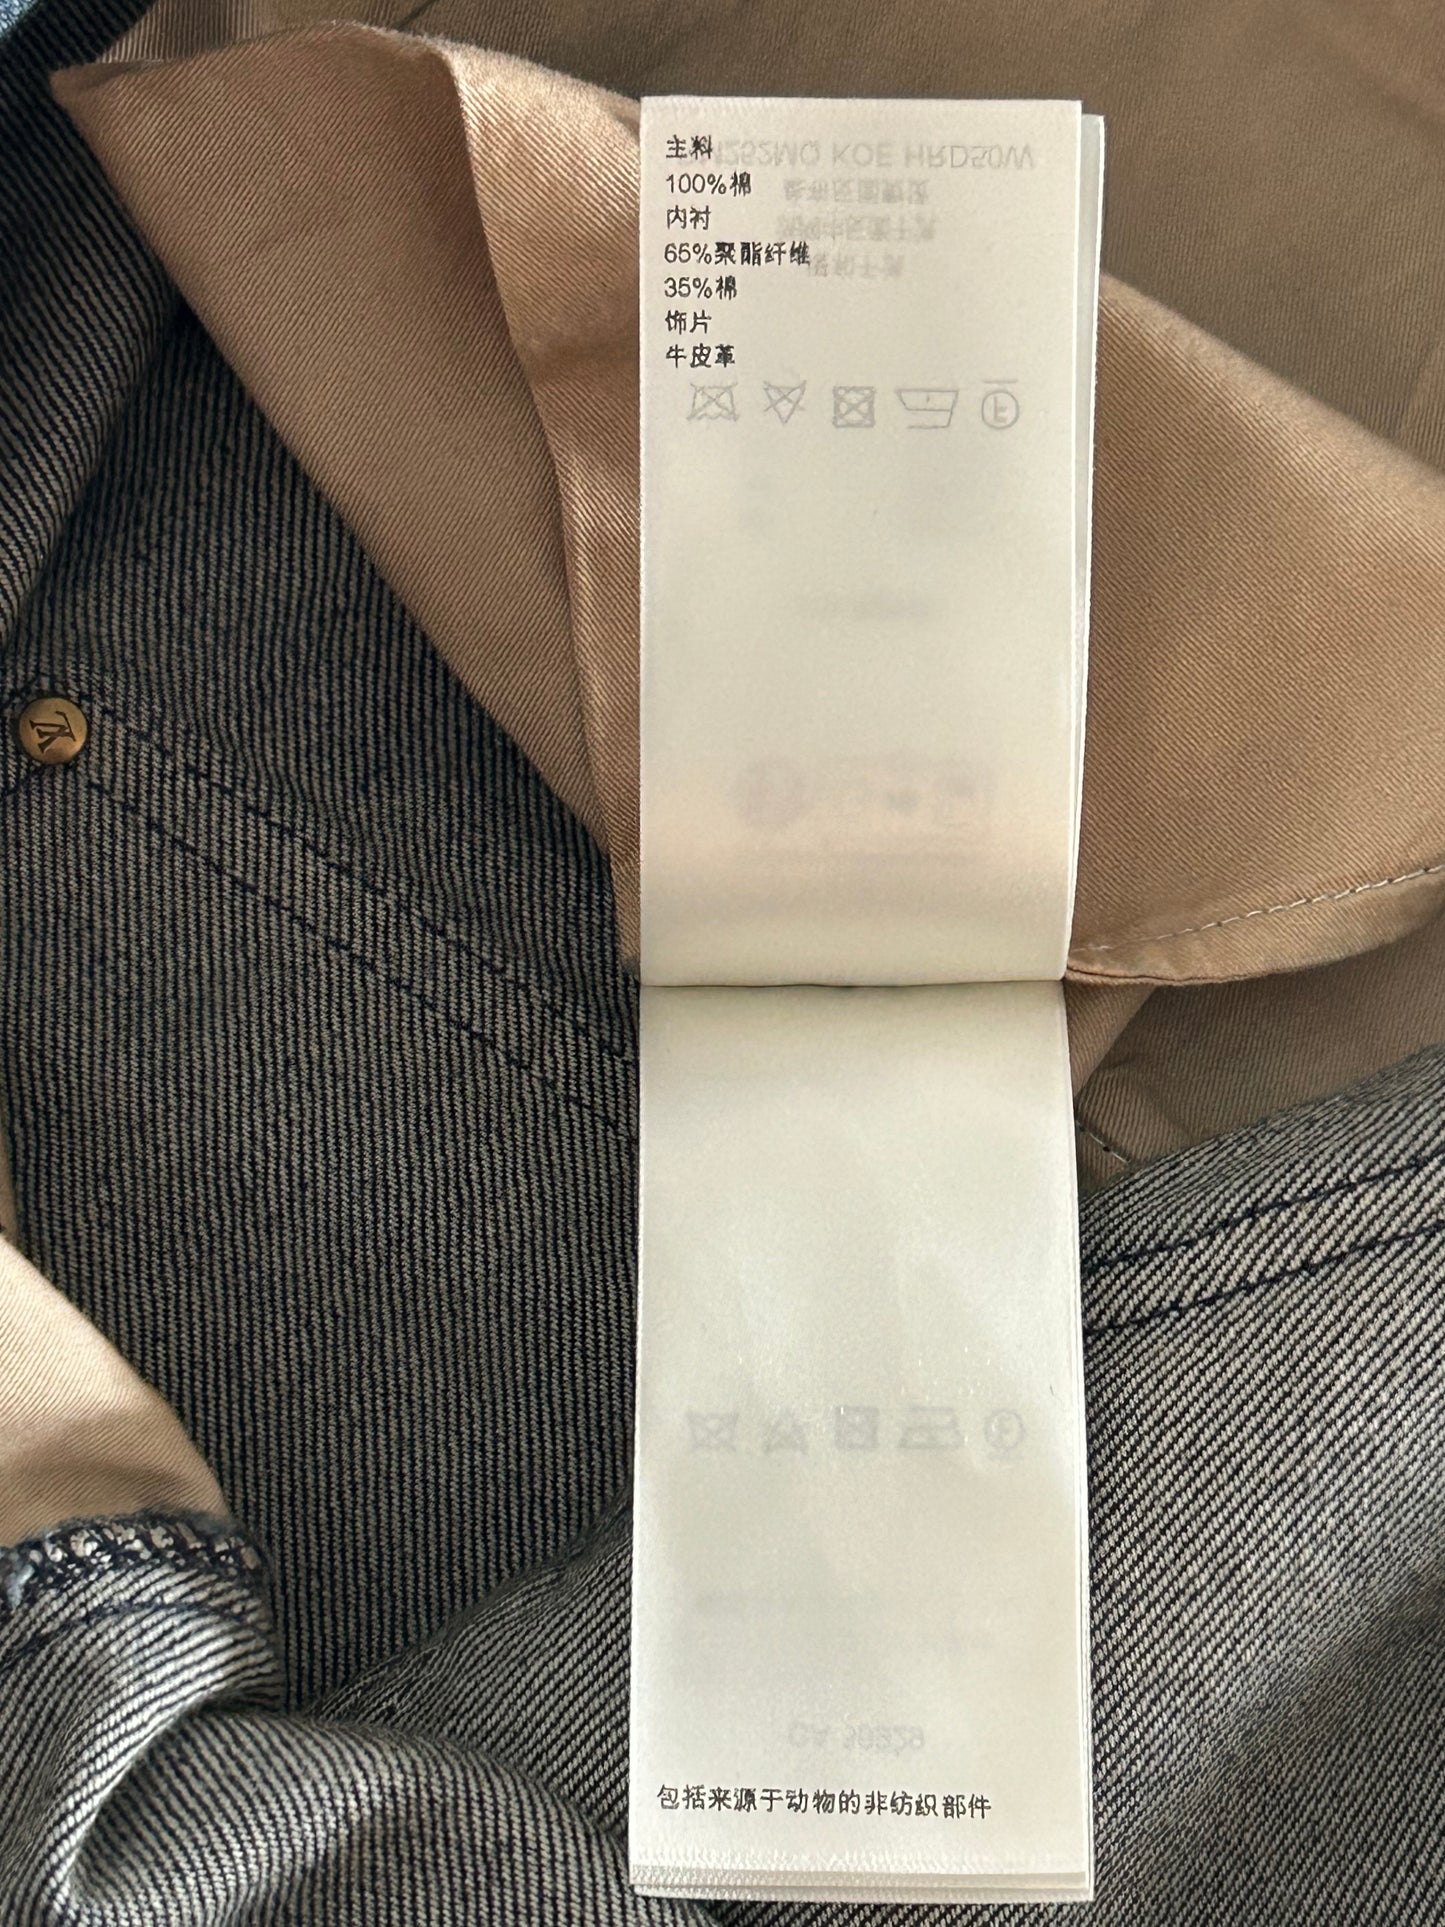 主料
100%棉
内衬
65%聚酯纤维
35%棉
饰片
牛皮革
包括来源于动物的非纺织部件